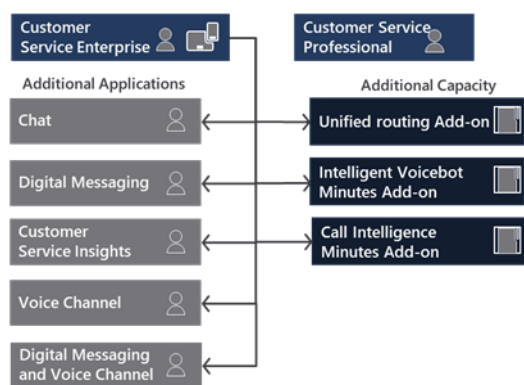 Customer
Service Enterprise
Customer Service
Professional
Additional Applications
Additional Capacity
Chat
Unified routing Add-on
Digital Messaging
Intelligent Voicebot
Minutes Add-on
Customer
Service Insights
Call Intelligence
Minutes Add-on
Voice Channel
Digital Messaging
and Voice Channel